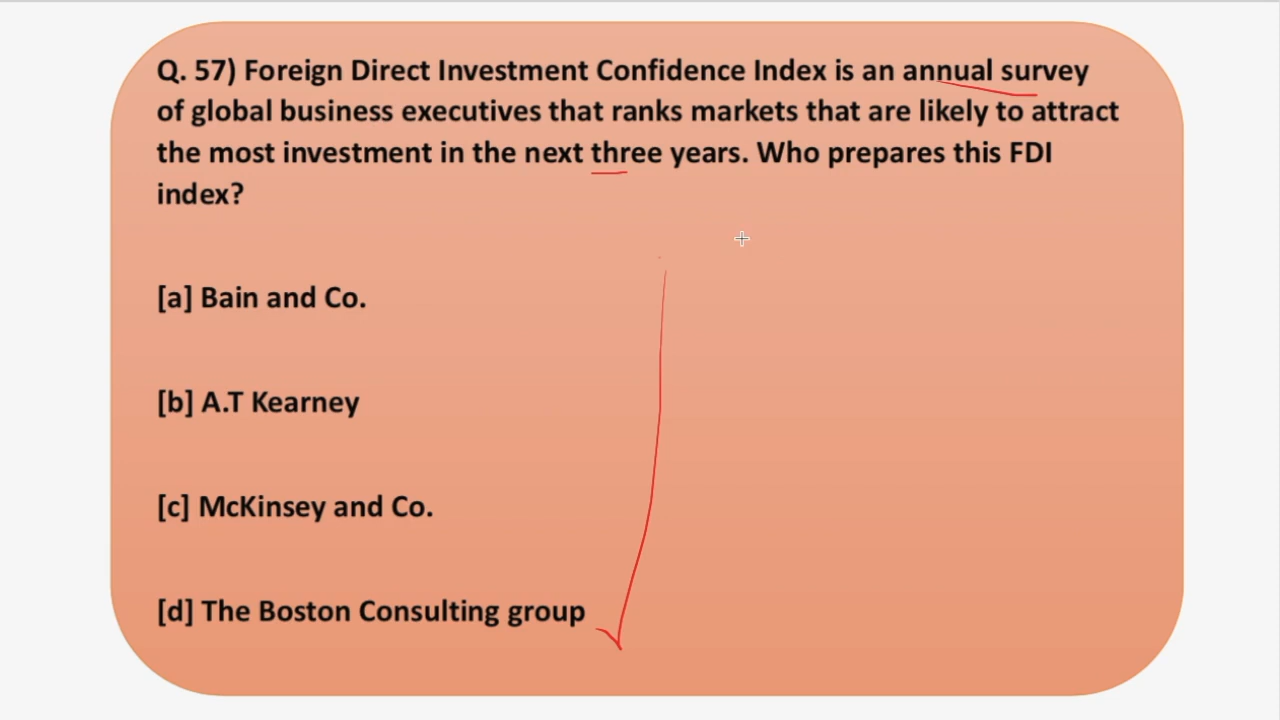 Q. 57) Foreign Direct Investment Confidence Index is an annual survey
of global business executives that ranks markets that are likely to attract
the most investment in the next three years. Who prepares this FDI
index?
[a] Bain and Co.
[b] A.T Kearney
[c] McKinsey and Co.
[d] The Boston Consulting group